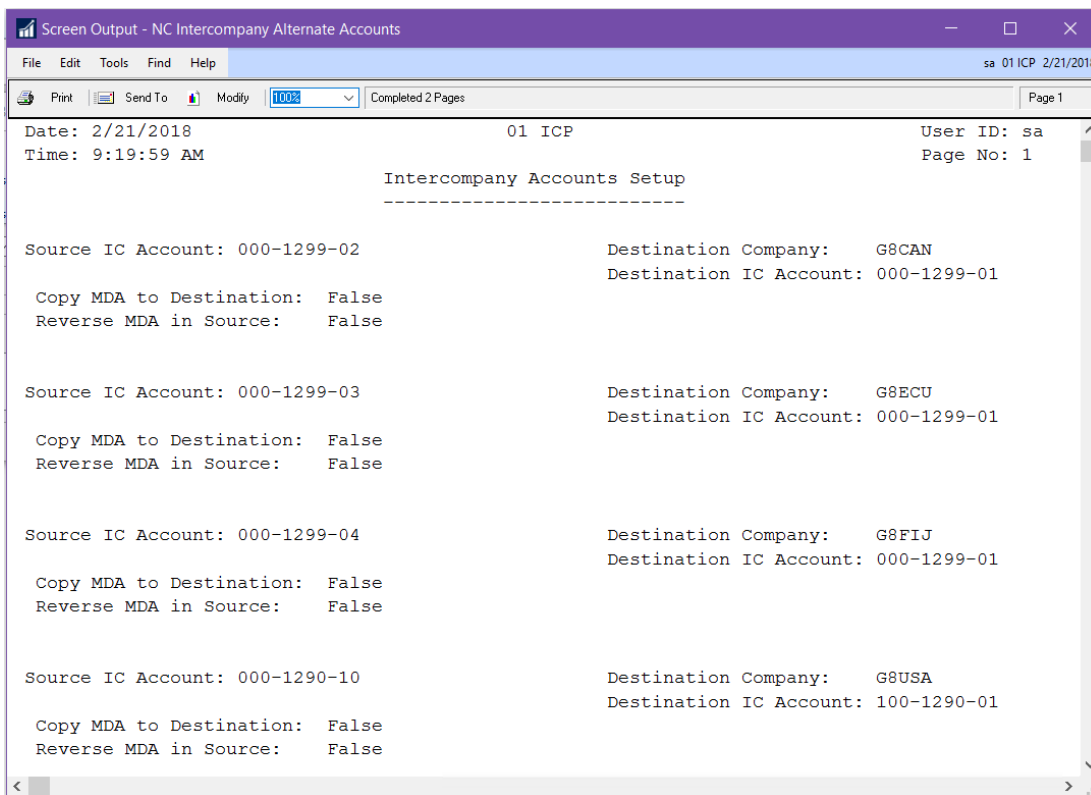 Screen Output - NC Intercompany Alternate Accounts
File Edit Tools Find Help sa 01 ICP 2/21/201
Print Send To Modify 100% Completed 2 Pages Page 1
Date: 2/21/2018 01 ICP User ID: sa
Time: 9:19:59 AM Page No: 1
Intercompany Accounts Setup
---------------------------
Source IC Account: 000-1299-02 Destination Company: G8CAN
Destination IC Account: 000-1299-01
Copy MDA to Destination: False
Reverse MDA in Source: False
Source IC Account: 000-1299-03 Destination Company: G8ECU
Destination IC Account: 000-1299-01
Copy MDA to Destination: False
Reverse MDA in Source: False
Source IC Account: 000-1299-04 Destination Company: G8FIJ
Destination IC Account: 000-1299-01
Copy MDA to Destination: False
Reverse MDA in Source: False
Source IC Account: 000-1290-10 Destination Company: G8USA
Destination IC Account: 100-1290-01
Copy MDA to Destination: False
Reverse MDA in Source: False